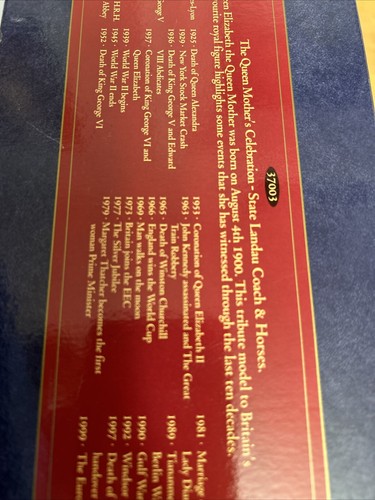 37003
The Queen Mother's Celebration - State Landau Coach & Horses.
Elizabeth the Queen Mother was born on August 4th 1900. This tribute model to Britain's
royal figure highlights some events that she has witnessed through the last ten decades.
George V
H.R.H.
Abbey
1925 · Death of Queen Alexandra
1929 · New York Stock Market Crash
1936 · Death of King George V and Edward
VIII Abdicates
1937 · Coronation of King George VI and
Queen Elizabeth
1939 · World War II begins
1945 · World War II ends
1952 · Death of King George VI
1953 · Coronation of Queen Elizabeth II
1963 · John Kennedy assassinated and The Great
Train Robbery
1965 · Death of Winston Churchill
1966 · England wins the World Cup
1969 · Man walks on the moon
1973 · Britain joins the EEC
1977 · The Silver Jubilee
1979 · Margaret Thatcher becomes the first
woman Prime Minister
1981 ·
Lady
1989 ·
Berlin
1990 · Gulf
1992 · Windsor
1997 · Death of
1999 · The